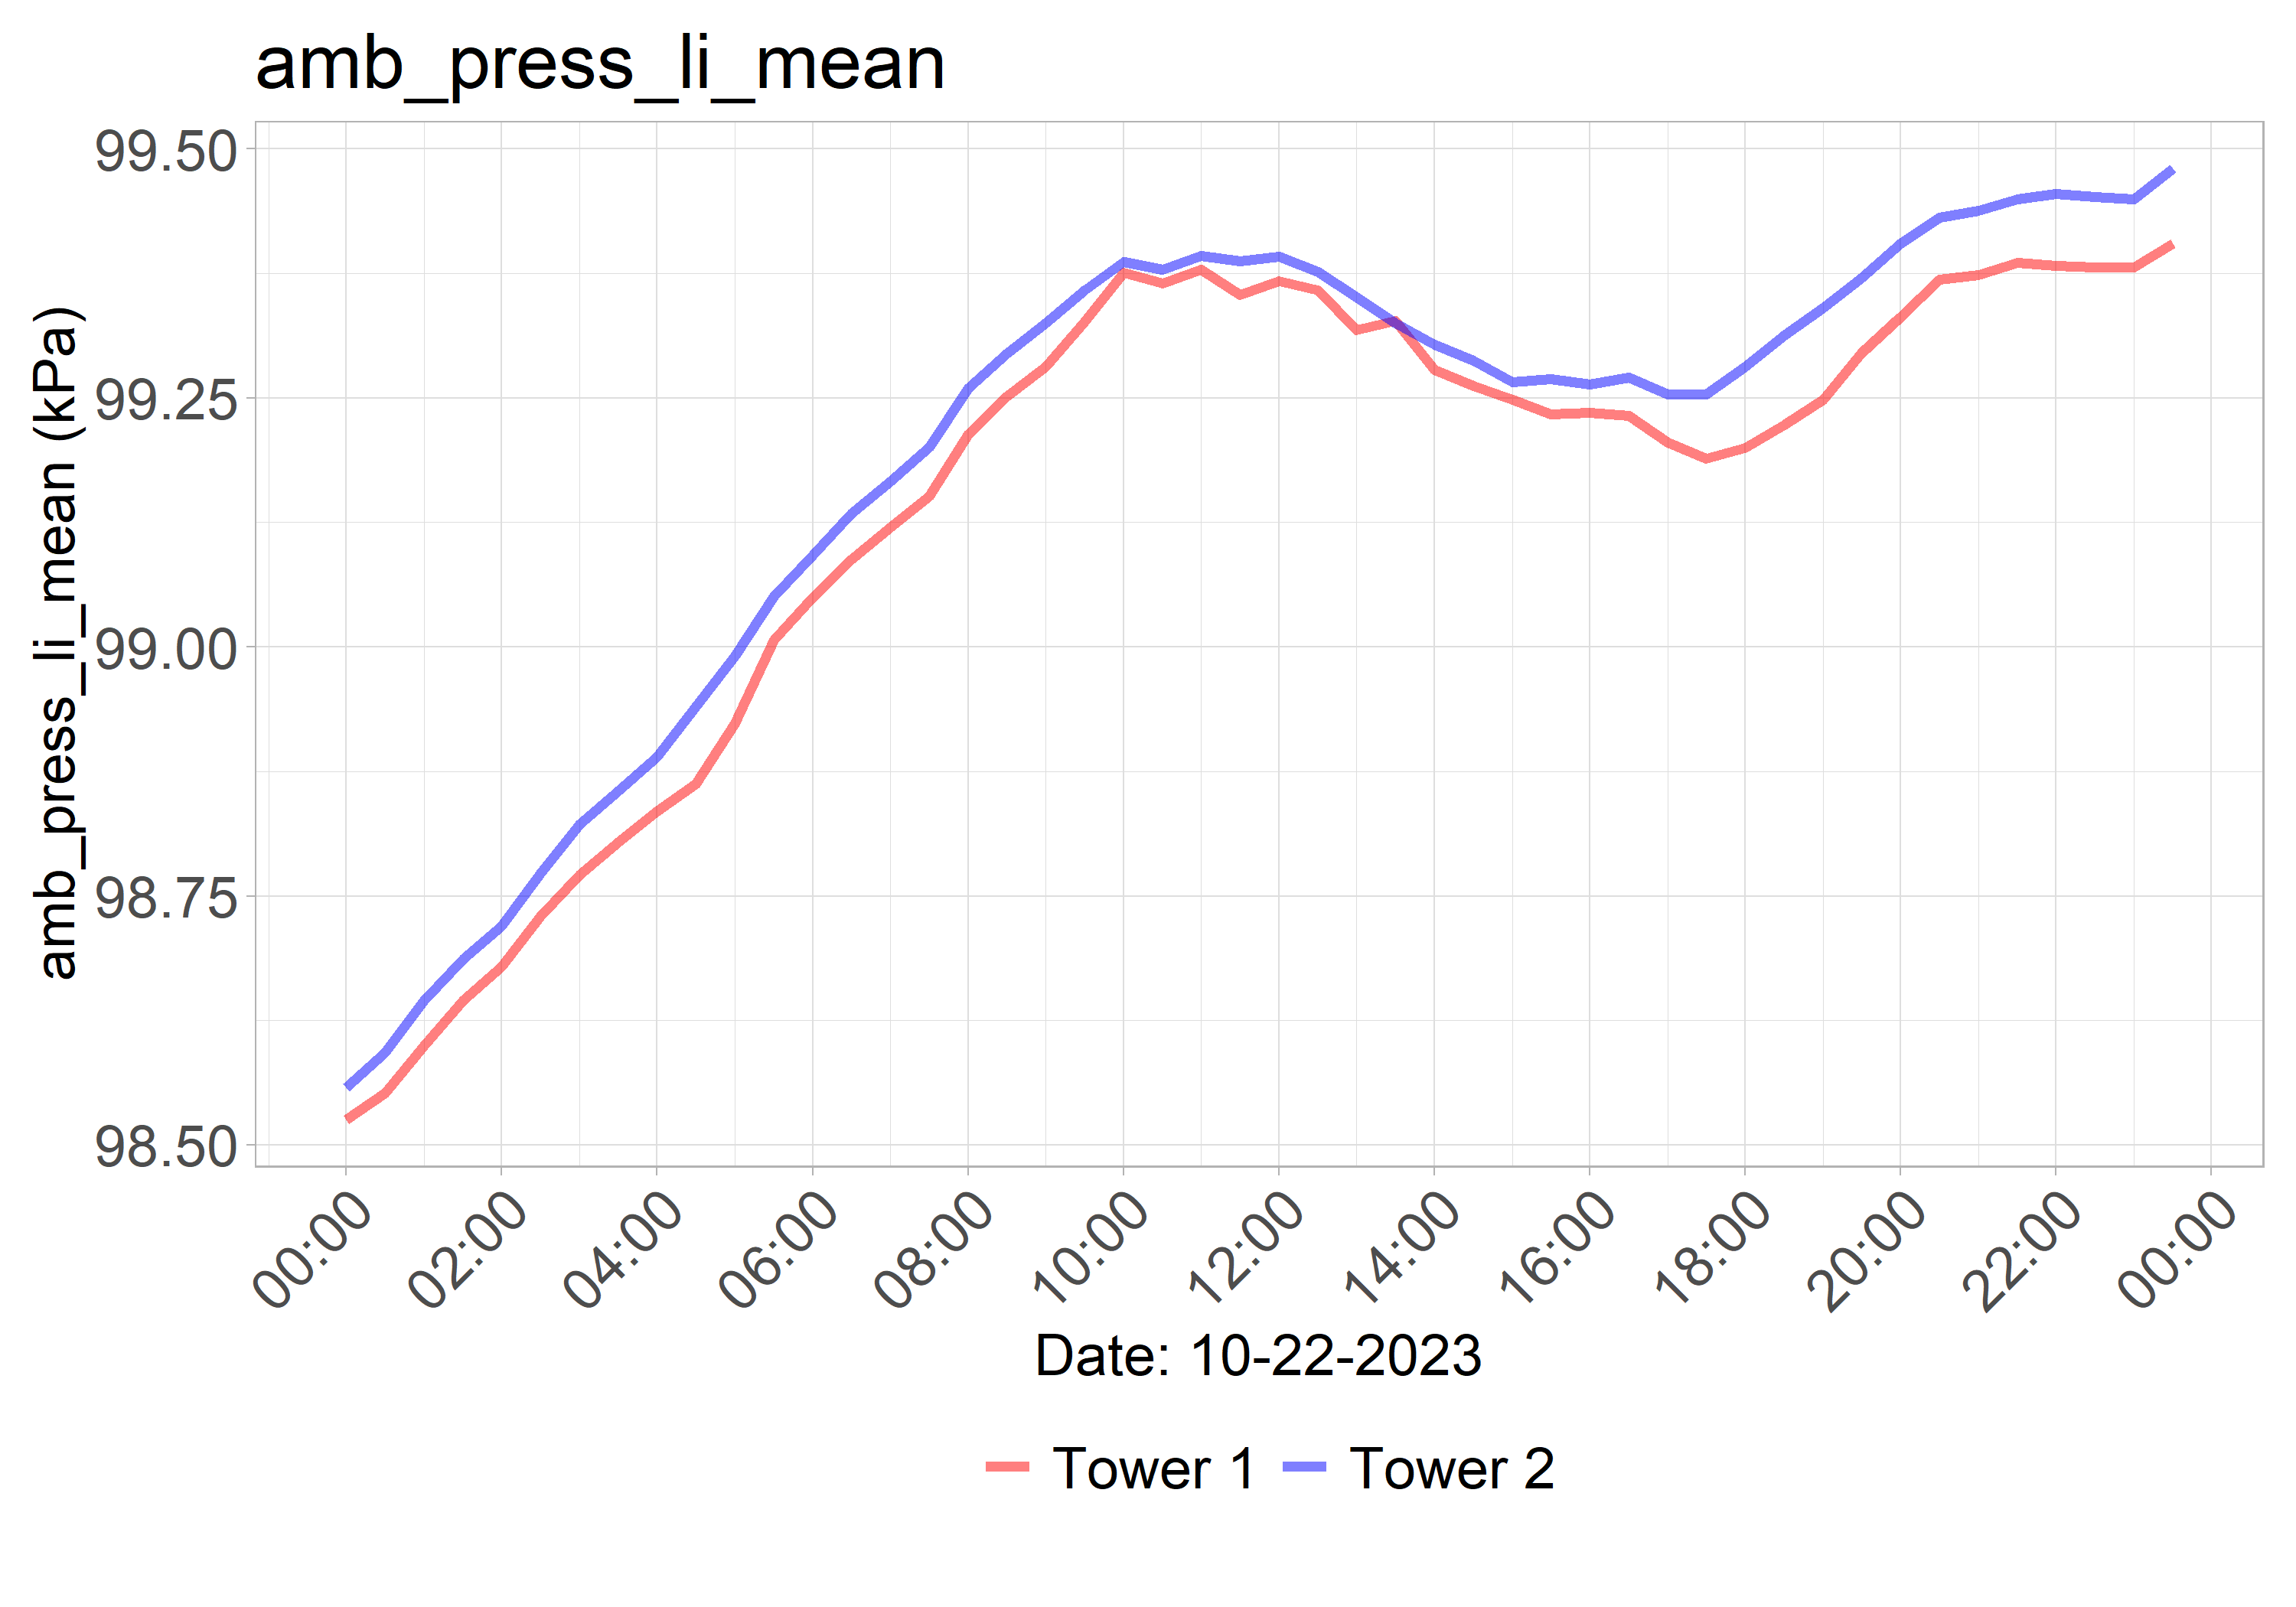 amb_press_li_mean
amb_press_li_mean (kPa)
99.50
99.25
99.00
98.75
98.50
00:00 02:00 04:00 06:00 08:00 10:00 12:00 14:00 16:00 18:00 20:00 22:00 00:00
Date: 10-22-2023
Tower 1 Tower 2